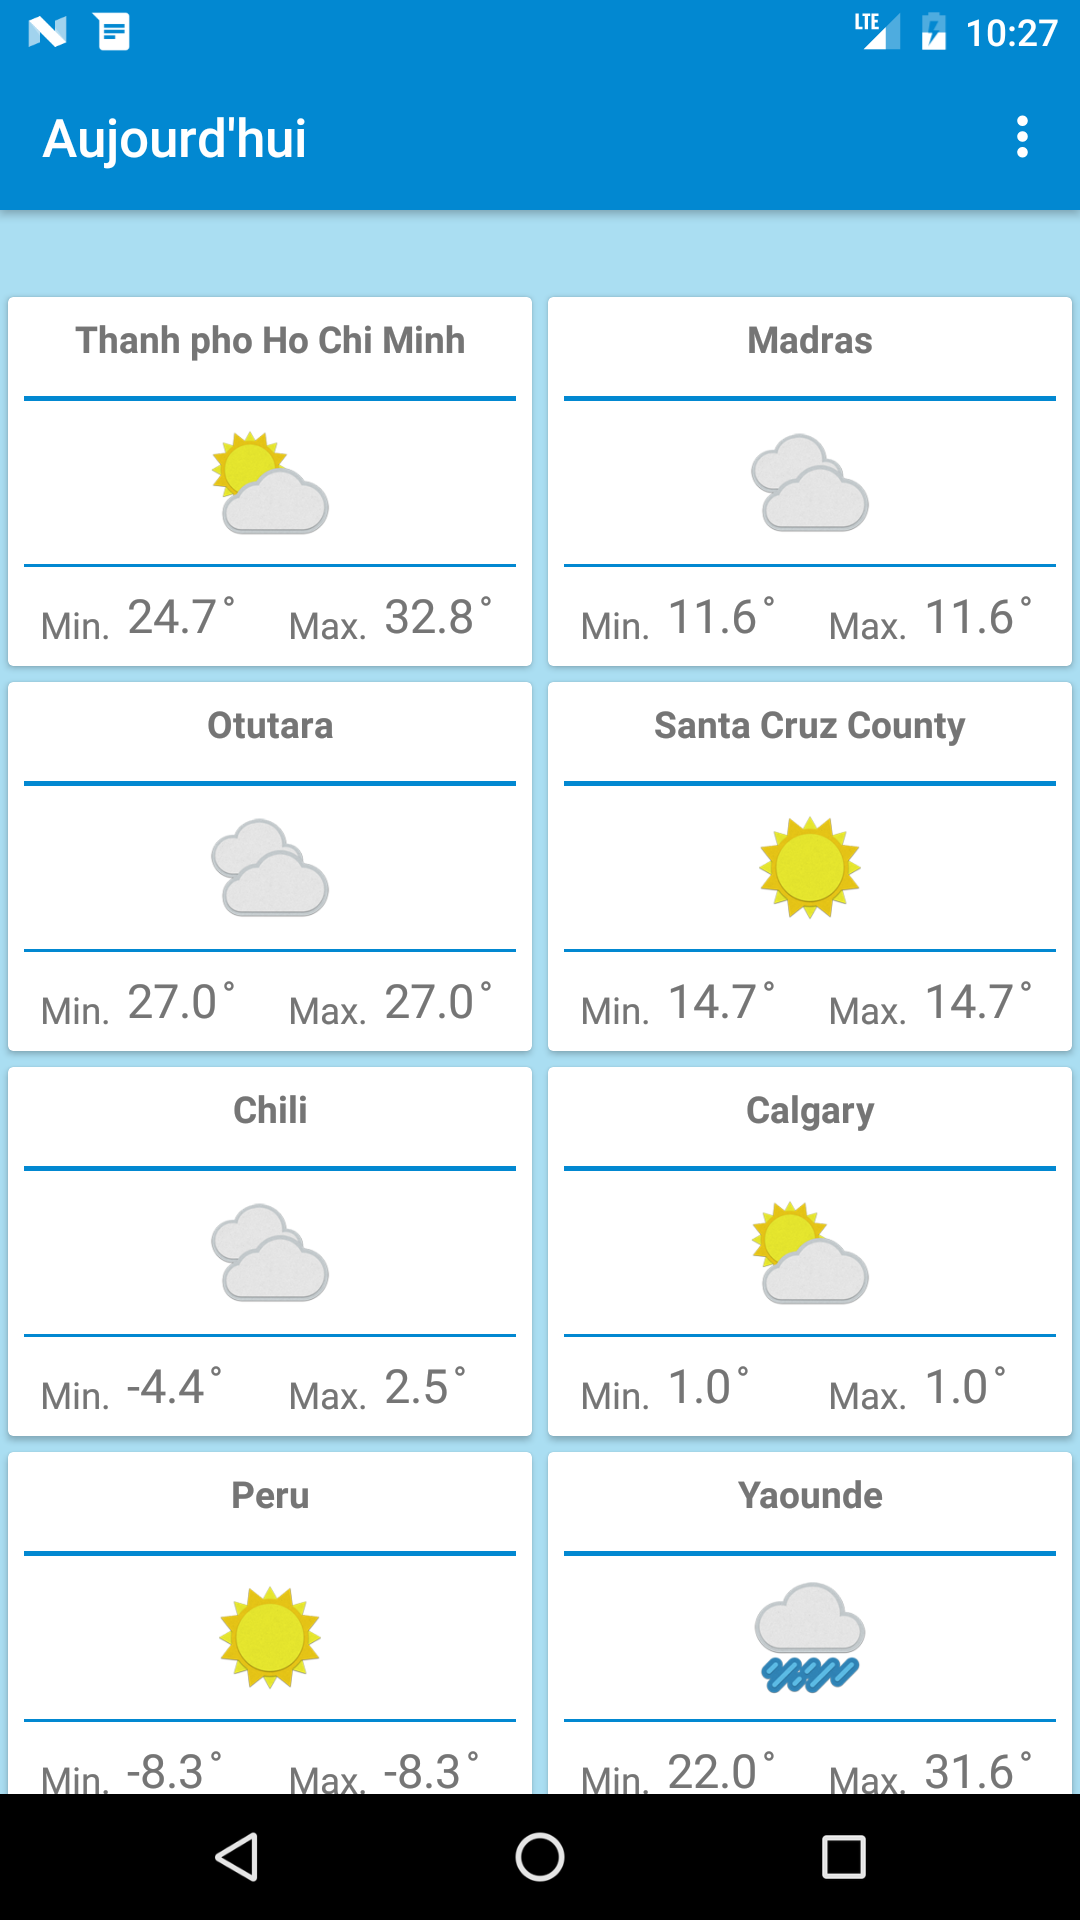 LTE 10:27
Aujourd'hui
Thanh pho Ho Chi Minh
Madras
Min. 24.7° Max. 32.8°
Min. 11.6° Max. 11.6°
Otutara
Santa Cruz County
Min. 27.0° Max. 27.0°
Min. 14.7° Max. 14.7°
Chili
Calgary
Min. -4.4° Max. 2.5°
Min. 1.0° Max. 1.0°
Peru
Yaounde
Min. -8.3° Max. -8.3°
Min. 22.0° Max. 31.6°